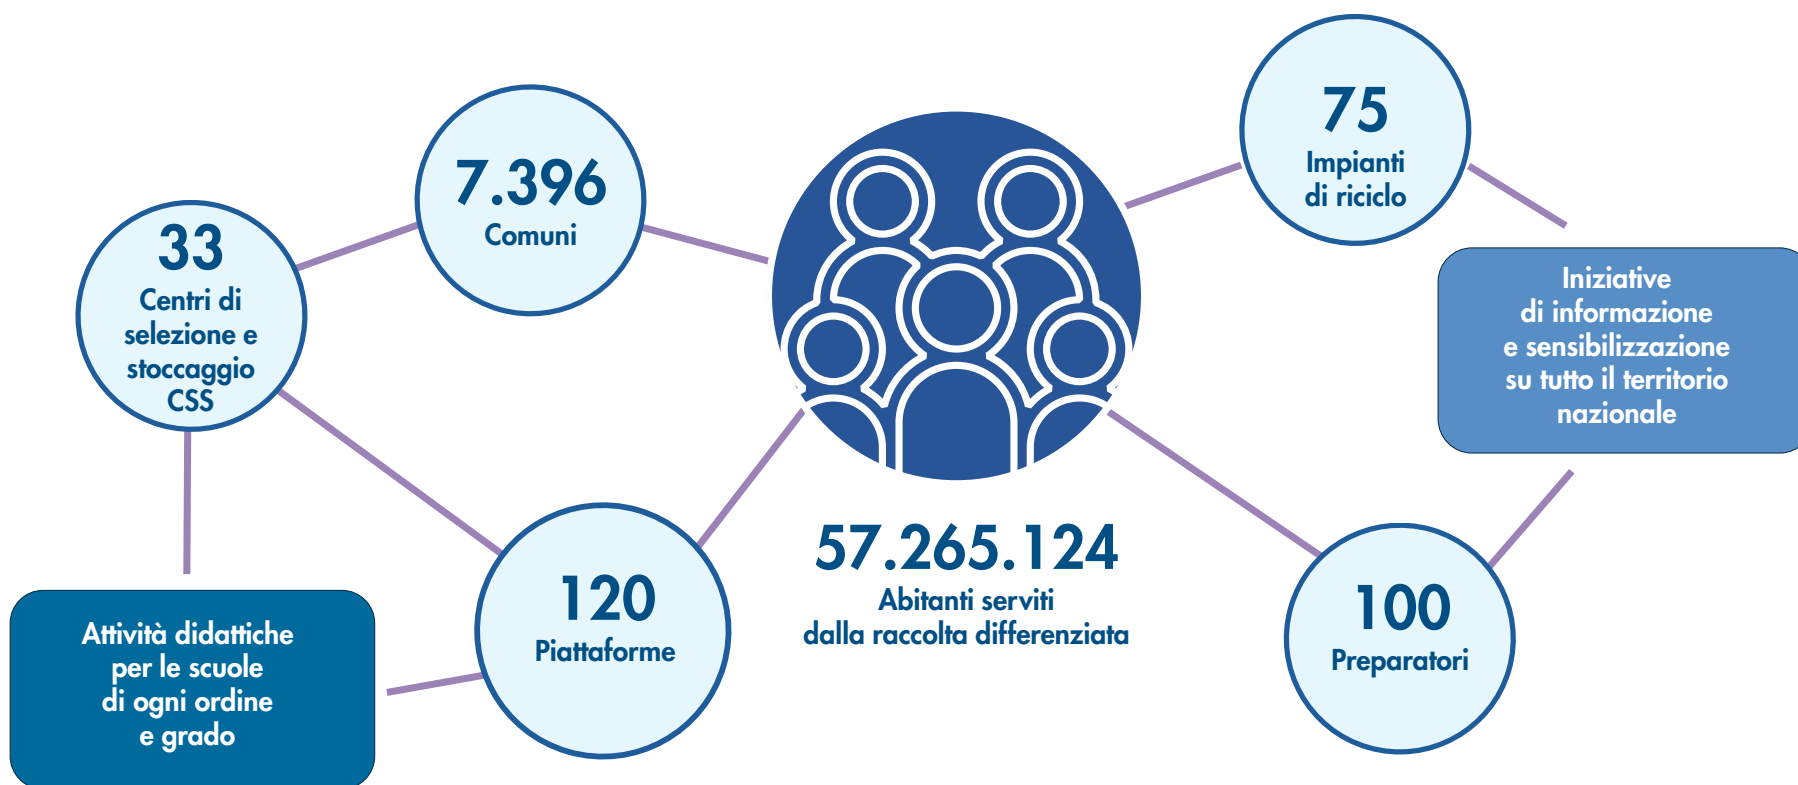 33
Centri di
selezione e
stoccaggio
CSS
7.396
Comuni
75
Impianti
di riciclo
Iniziative
di informazione
e sensibilizzazione
su tutto il territorio
nazionale
Attività didattiche
per le scuole
di ogni ordine
e grado
120
Piattaforme
57.265.124
Abitanti serviti
dalla raccolta differenziata
100
Preparatori